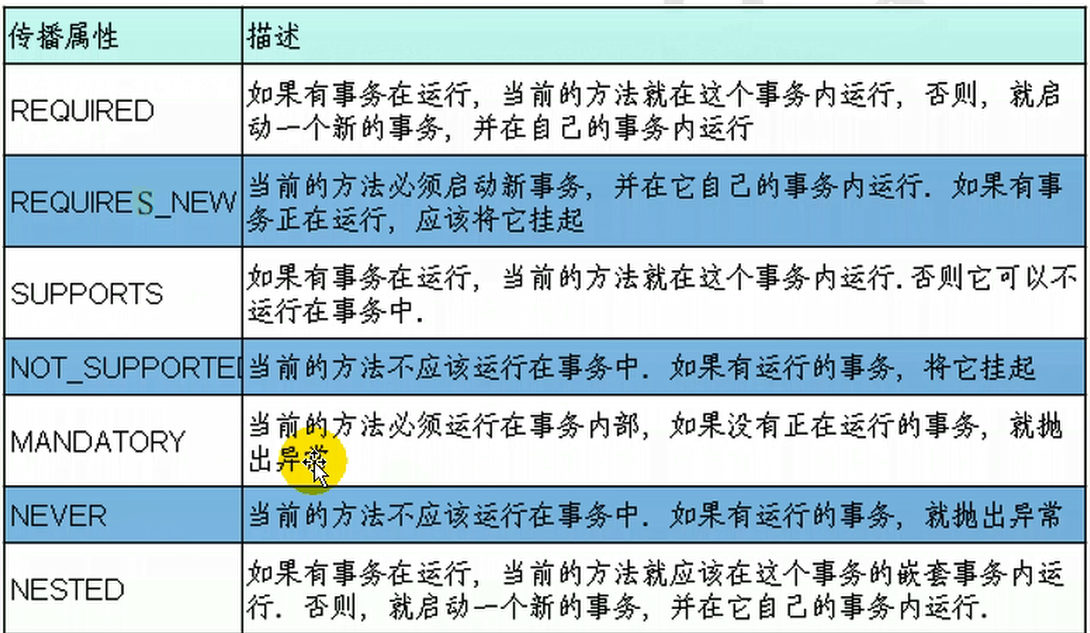 传播属性 描述
REQUIRED
如果有事务在运行, 当前的方法就在这个事务内运行, 否则, 就启
动一个新的事务, 并在自己的事务内运行
REQUIRES_NEW
当前的方法必须启动新事务, 并在它自己的事务内运行. 如果有事
务正在运行, 应该将它挂起
SUPPORTS
如果有事务在运行, 当前的方法就在这个事务内运行.否则它可以不
运行在事务中.
NOT_SUPPORTED
当前的方法不应该运行在事务中. 如果有运行的事务, 将它挂起
MANDATORY
当前的方法必须运行在事务内部, 如果没有正在运行的事务, 就抛
出异常
NEVER
当前的方法不应该运行在事务中. 如果有运行的事务, 就抛出异常
NESTED
如果有事务在运行, 当前的方法就应该在这个事务的嵌套事务内运
行. 否则, 就启动一个新的事务, 并在它自己的事务内运行.